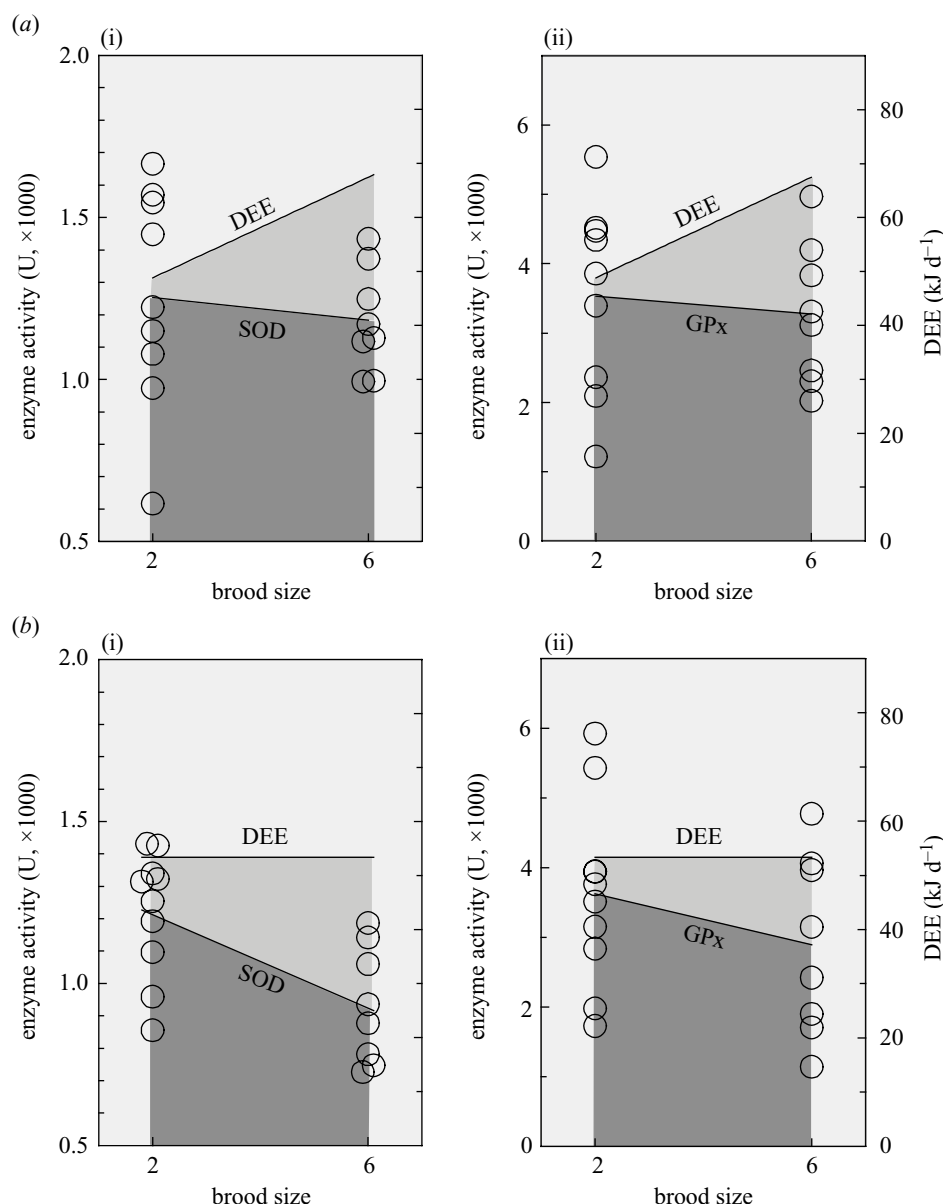 (a)
(i)
2.0
1.5
1.0
0.5
enzyme activity (U, ×1000)
DEE
SOD
2 6
brood size
(ii)
6
4
2
0
enzyme activity (U, ×1000)
DEE
GPx
80
60
40
20
0
DEE (kJ d⁻¹)
2 6
brood size
(b)
(i)
2.0
1.5
1.0
0.5
enzyme activity (U, ×1000)
DEE
SOD
2 6
brood size
(ii)
6
4
2
0
enzyme activity (U, ×1000)
DEE
GPx
80
60
40
20
0
DEE (kJ d⁻¹)
2 6
brood size